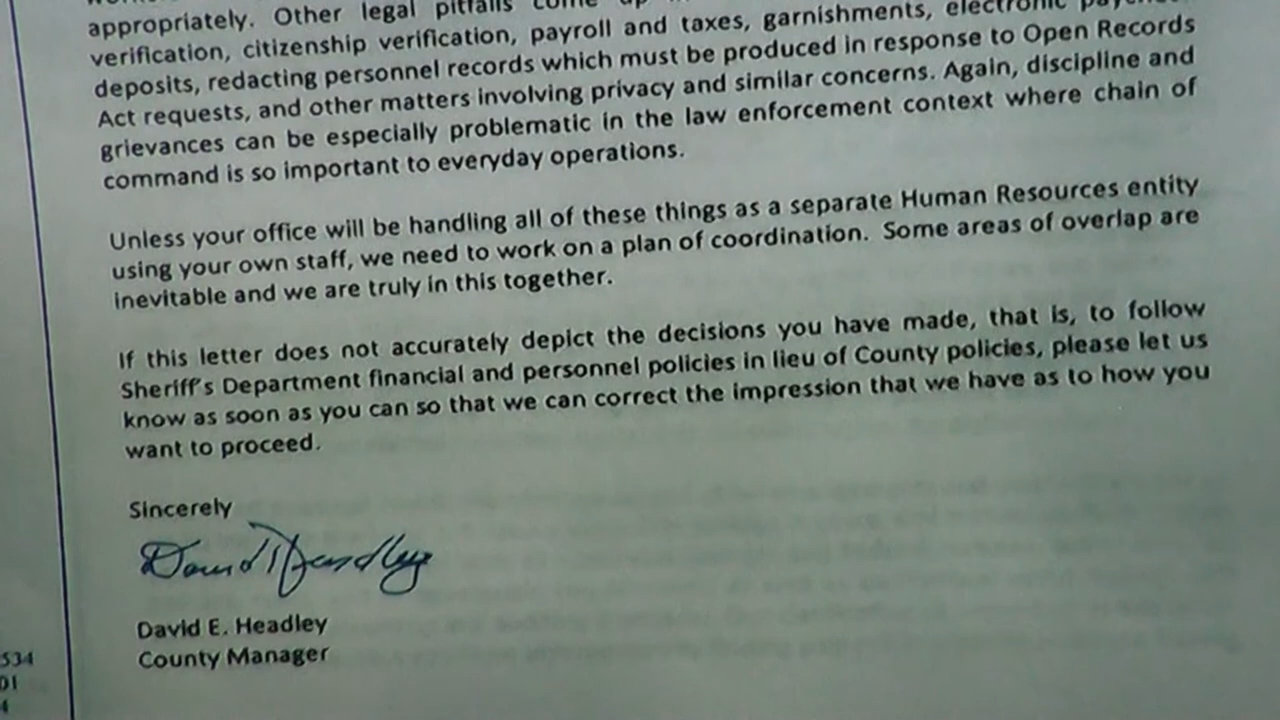 appropriately. Other legal pitfalls come up
verification, citizenship verification, payroll and taxes, garnishments, electronic
deposits, redacting personnel records which must be produced in response to Open Records
Act requests, and other matters involving privacy and similar concerns. Again, discipline and
grievances can be especially problematic in the law enforcement context where chain of
command is so important to everyday operations.
Unless your office will be handling all of these things as a separate Human Resources entity
using your own staff, we need to work on a plan of coordination. Some areas of overlap are
inevitable and we are truly in this together.
If this letter does not accurately depict the decisions you have made, that is, to follow
Sheriff's Department financial and personnel policies in lieu of County policies, please let us
know as soon as you can so that we can correct the impression that we have as to how you
want to proceed.
Sincerely
David E. Headley
County Manager
534
01
4